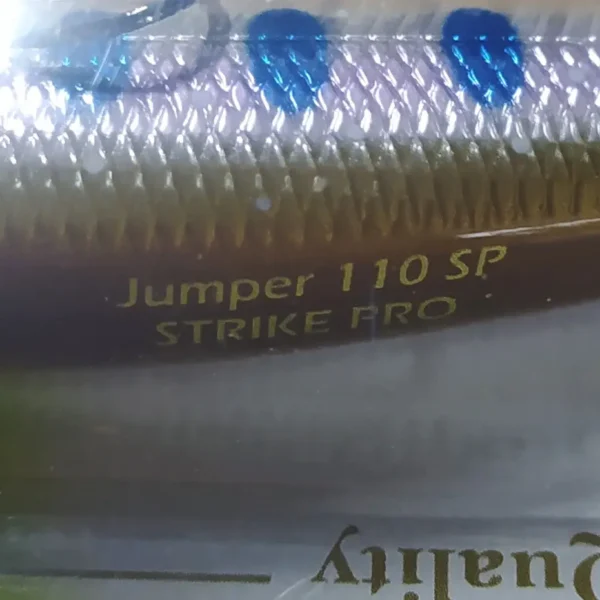 Jumper 110 SP
STRIKE PRO
Quality